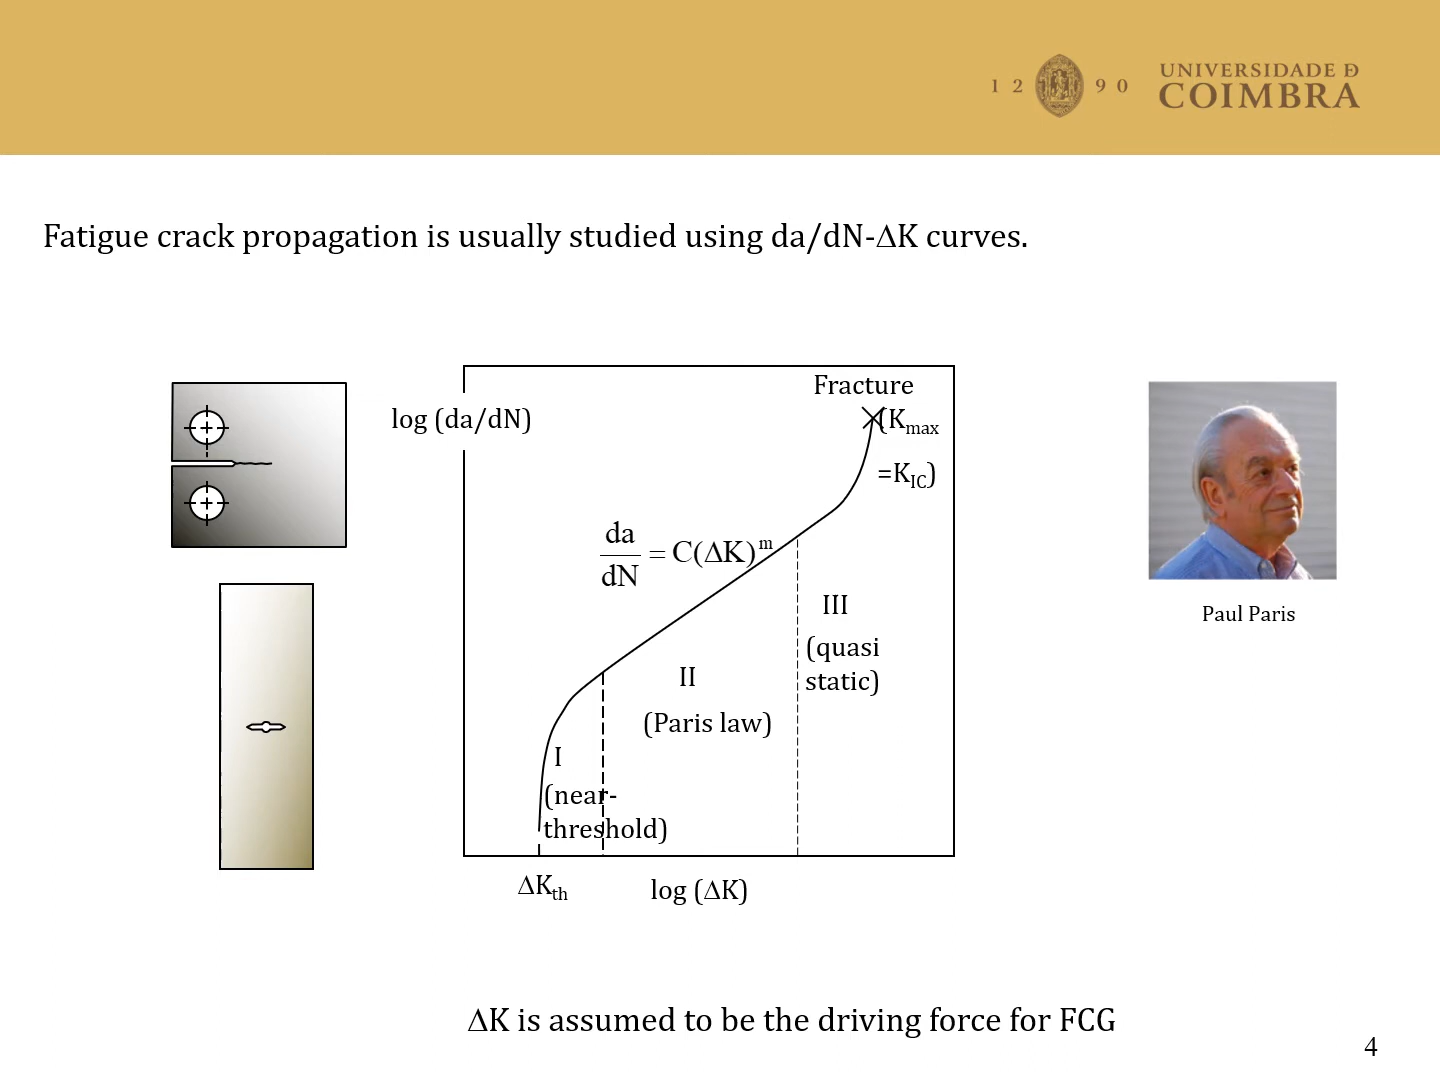 1 2 9 0
UNIVERSIDADE Ð
COIMBRA
Fatigue crack propagation is usually studied using da/dN-ΔK curves.
Fracture
log (da/dN)
(Kmax
=KIC)
da/dN = C(ΔK)^m
III
(quasi
static)
II
(Paris law)
I
(near-
threshold)
ΔKth
log (ΔK)
Paul Paris
ΔK is assumed to be the driving force for FCG
4